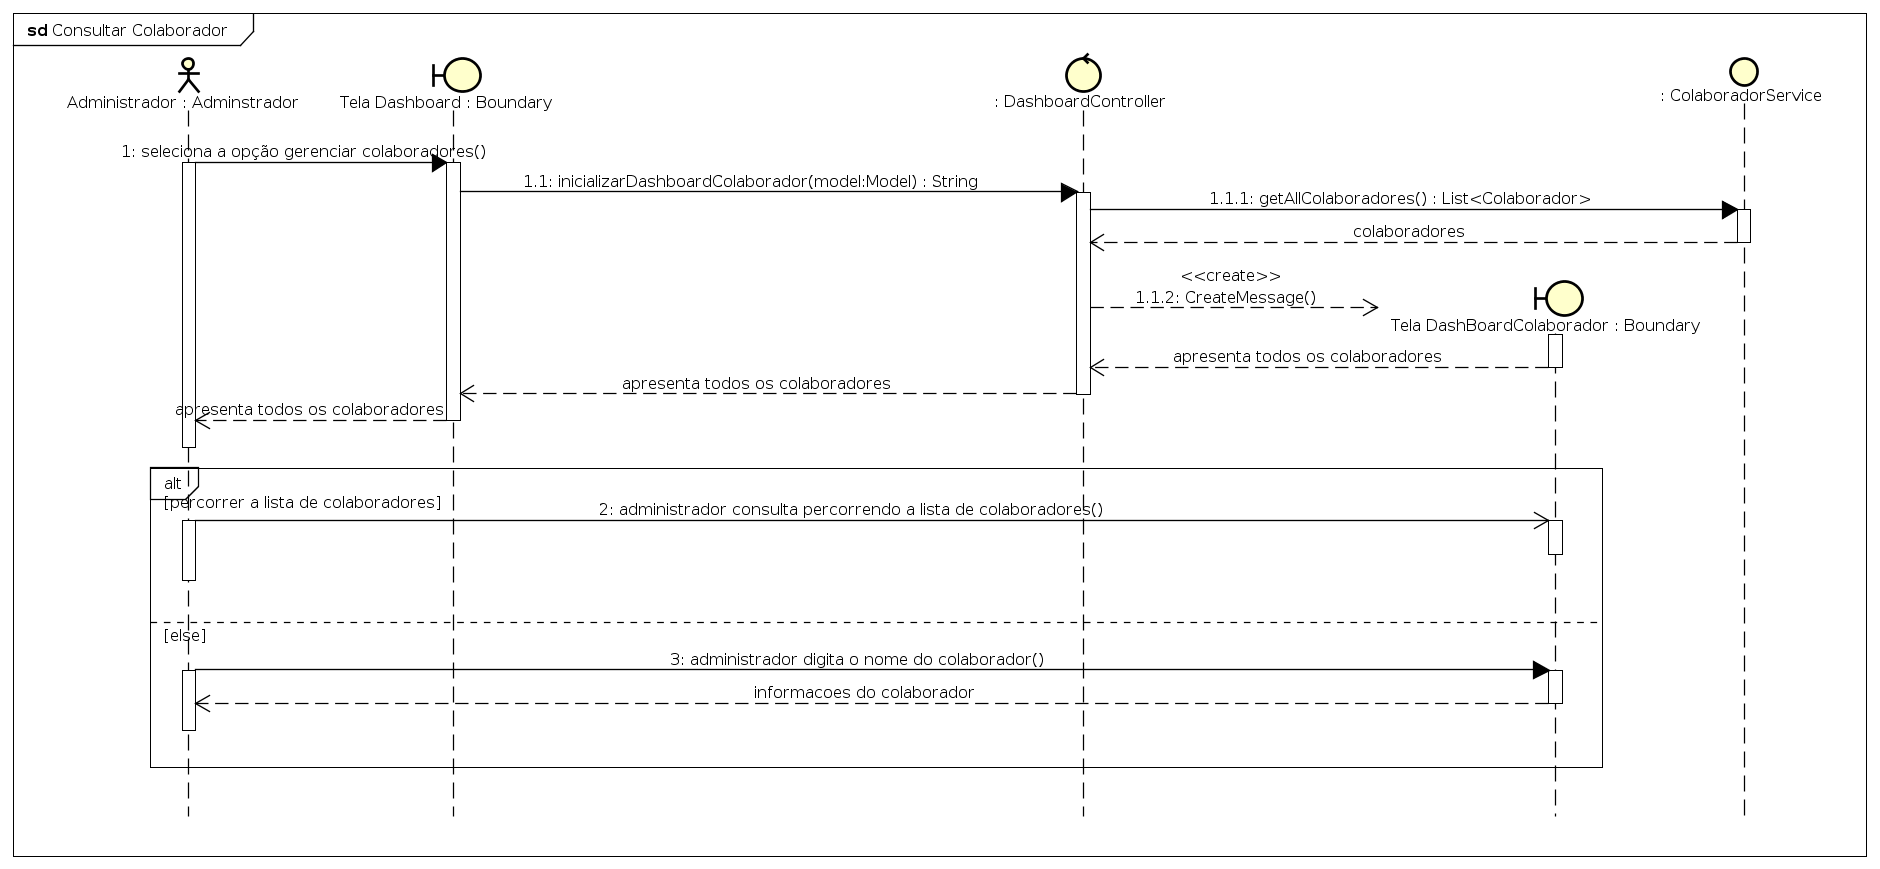 sd Consultar Colaborador
Administrador : Adminstrador
Tela Dashboard : Boundary
: DashboardController
: ColaboradorService
1: seleciona a opção gerenciar colaboradores()
1.1: inicializarDashboardColaborador(model:Model) : String
1.1.1: getAllColaboradores() : List<Colaborador>
colaboradores
<<create>>
1.1.2: CreateMessage()
Tela DashBoardColaborador : Boundary
apresenta todos os colaboradores
apresenta todos os colaboradores
apresenta todos os colaboradores
alt
[percorrer a lista de colaboradores]
2: administrador consulta percorrendo a lista de colaboradores()
[else]
3: administrador digita o nome do colaborador()
informacoes do colaborador